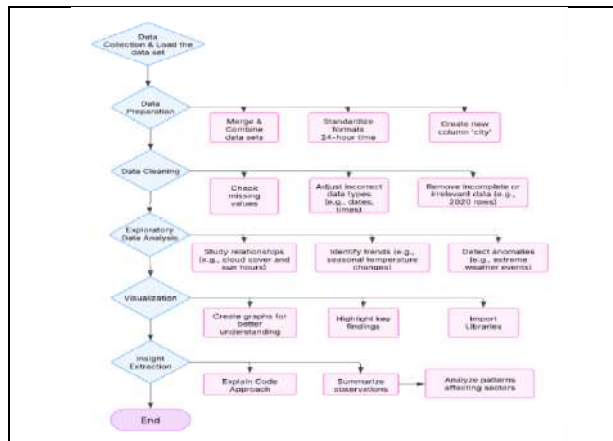 Data
Collection & Load the
data set
Data
Preparation
Merge &
Combine
data sets
Standardize
formats
24-hour time
Create new
column 'city'
Data Cleaning
Check
missing
values
Adjust incorrect
data types
(e.g., dates,
times)
Remove incomplete or
irrelevant data (e.g.,
2020 rows)
Exploratory
Data Analysis
Study relationships
(e.g., cloud cover and
sun hours)
Identify trends (e.g.,
seasonal temperature
changes)
Detect anomalies
(e.g., extreme
weather events)
Visualization
Create graphs for
better
understanding
Highlight key
findings
Import
Libraries
Insight
Extraction
Explain Code
Approach
Summarize
observations
Analyze patterns
affecting sectors
End